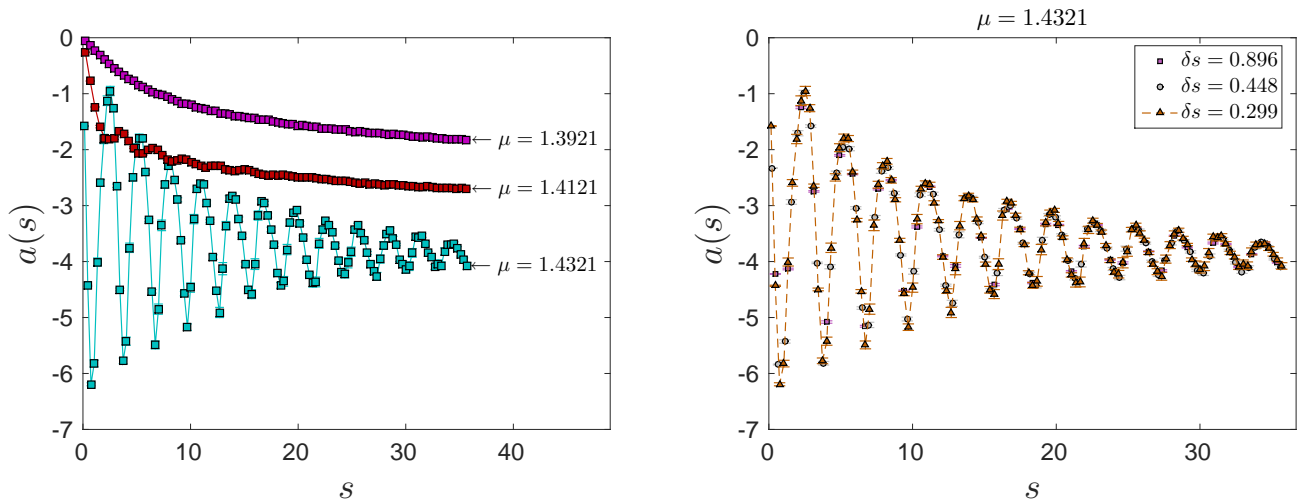 μ = 1.4321
0
-1
-2
-3
-4
-5
-6
-7
a(s)
0
10
20
30
40
s
← μ = 1.3921
← μ = 1.4121
← μ = 1.4321
0
-1
-2
-3
-4
-5
-6
-7
a(s)
0
10
20
30
s
δs = 0.896
δs = 0.448
δs = 0.299